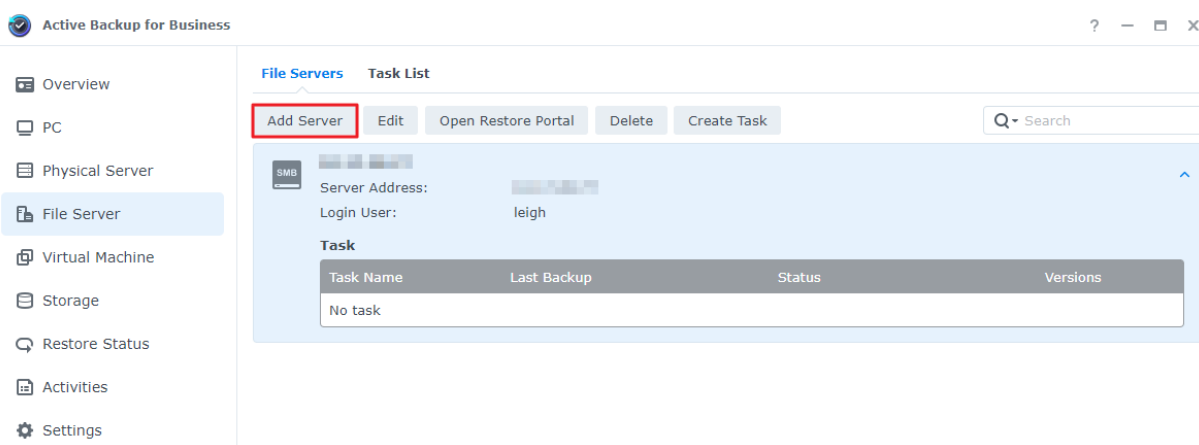 Active Backup for Business
?
Overview
PC
Physical Server
File Server
Virtual Machine
Storage
Restore Status
Activities
Settings
File Servers Task List
Add Server Edit Open Restore Portal Delete Create Task Search
SMB
Server Address:
Login User: leigh
Task
Task Name Last Backup Status Versions
No task